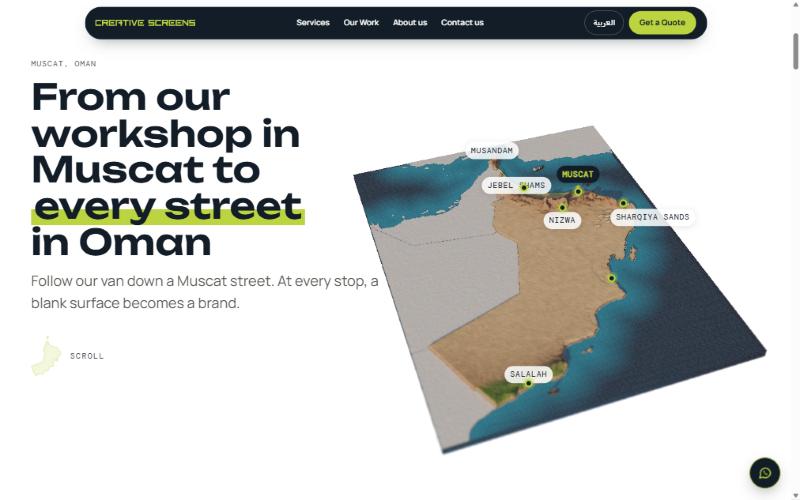 CREATIVE SCREENS
Services Our Work About us Contact us
العربية
Get a Quote
MUSCAT, OMAN
From our
workshop in
Muscat to
every street
in Oman
Follow our van down a Muscat street. At every stop, a
blank surface becomes a brand.
SCROLL
MUSANDAM
MUSCAT
JEBEL SHAMS
NIZWA
SHARQIYA SANDS
SALALAH